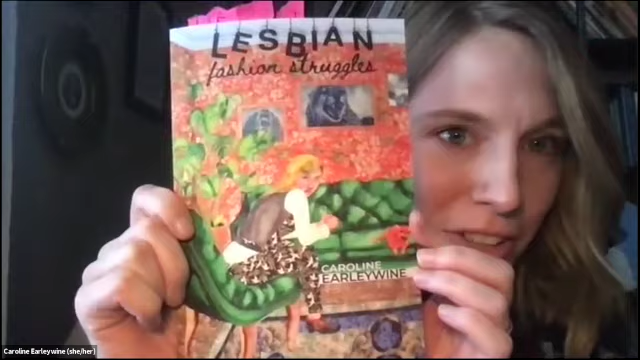 LESBIAN
fashion struggles
CAROLINE
EARLEYWINE
Caroline Earleywine (she/her)